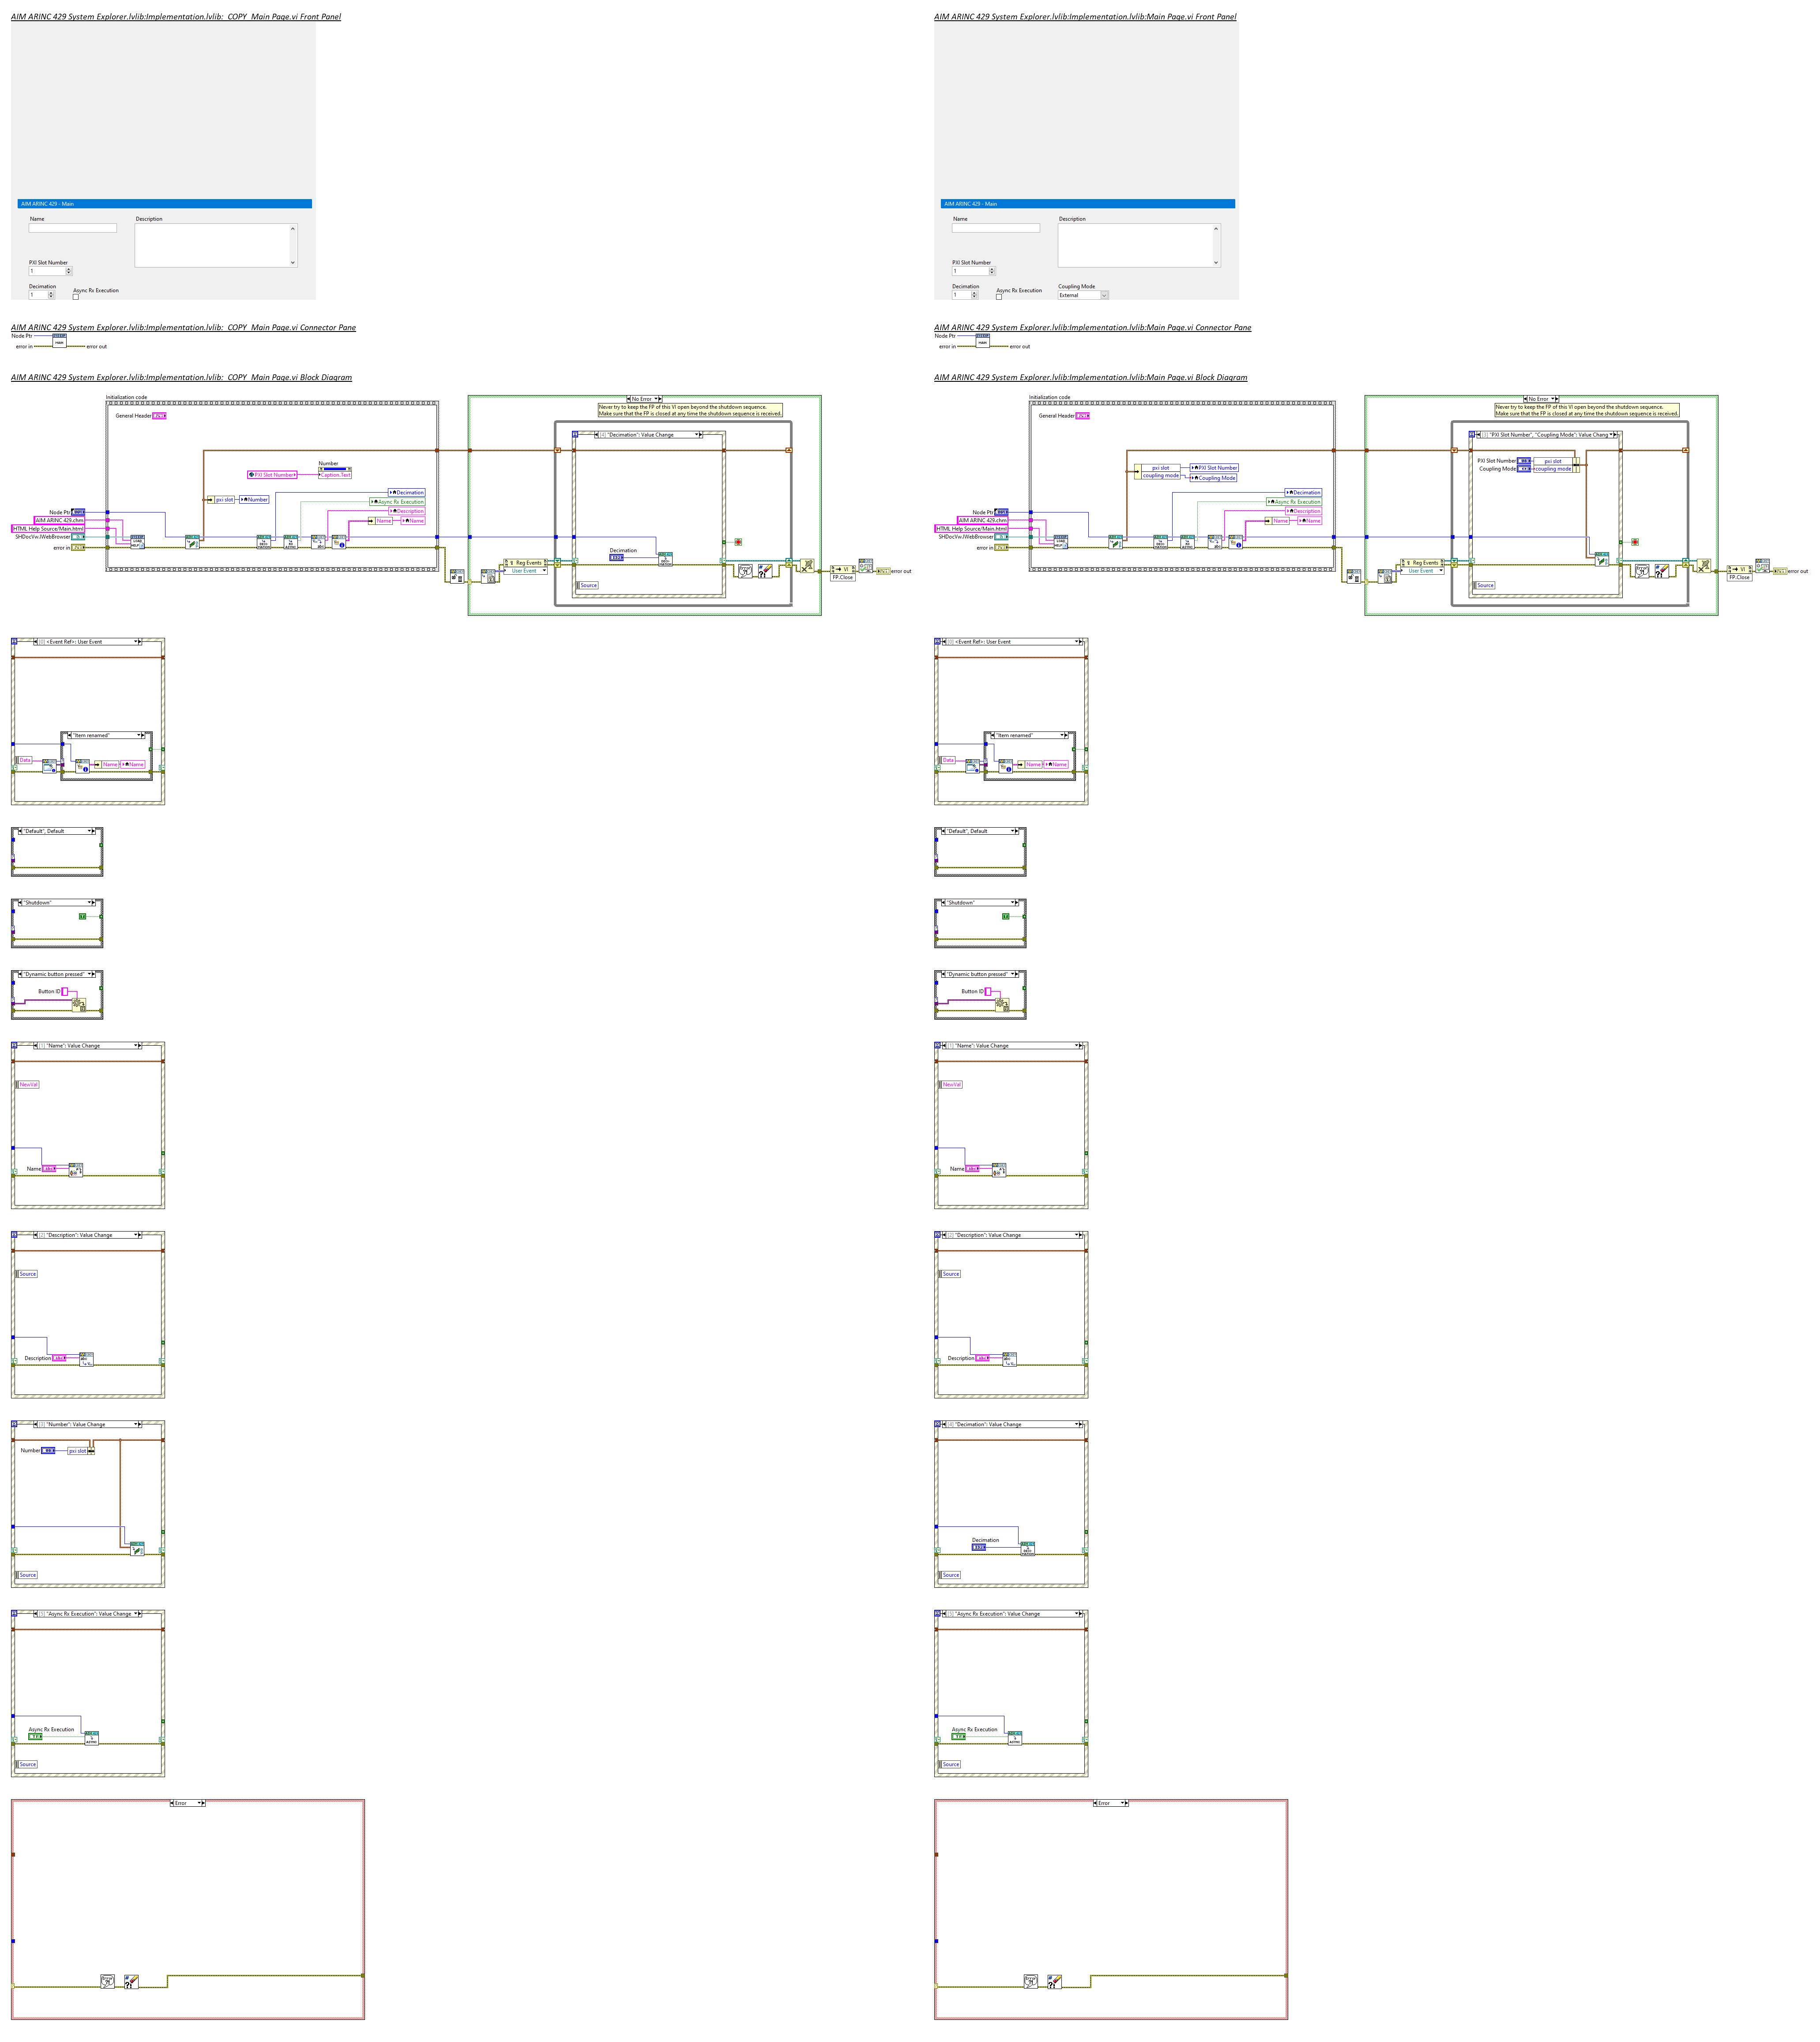 AIM ARINC 429 System Explorer.lvlib:Implementation.lvlib:_COPY_Main Page.vi Front Panel
AIM ARINC 429 - Main
Name
Description
PXI Slot Number
1
Decimation
1
Async Rx Execution
AIM ARINC 429 System Explorer.lvlib:Implementation.lvlib:_COPY_Main Page.vi Connector Pane
Node Ptr
error in
error out
AIM ARINC 429 System Explorer.lvlib:Implementation.lvlib:_COPY_Main Page.vi Block Diagram
Initialization code
General Header
Number
PXI Slot Number
Caption.Text
pxi slot
Number
Decimation
Async Rx Execution
Description
Name
Name
Node Ptr
AIM ARINC 429.chm
HTML Help Source/Main.html
SHDocVw.IWebBrowser
error in
No Error
Never try to keep the FP of this VI open beyond the shutdown sequence.
Make sure that the FP is closed at any time the shutdown sequence is received.
[4] "Decimation": Value Change
Decimation
Source
Reg Events
User Event
VI
FP.Close
error out
[0] <Event Ref>: User Event
"Item renamed"
Data
Name
Name
"Default", Default
"Shutdown"
"Dynamic button pressed"
Button ID
[1] "Name": Value Change
NewVal
Name
[2] "Description": Value Change
Source
Description
[3] "Number": Value Change
Number
pxi slot
Source
[5] "Async Rx Execution": Value Change
Async Rx Execution
Source
Error
AIM ARINC 429 System Explorer.lvlib:Implementation.lvlib:Main Page.vi Front Panel
AIM ARINC 429 - Main
Name
Description
PXI Slot Number
1
Decimation
1
Async Rx Execution
Coupling Mode
External
AIM ARINC 429 System Explorer.lvlib:Implementation.lvlib:Main Page.vi Connector Pane
Node Ptr
error in
error out
AIM ARINC 429 System Explorer.lvlib:Implementation.lvlib:Main Page.vi Block Diagram
Initialization code
General Header
pxi slot
coupling mode
PXI Slot Number
Coupling Mode
Decimation
Async Rx Execution
Description
Name
Name
Node Ptr
AIM ARINC 429.chm
HTML Help Source/Main.html
SHDocVw.IWebBrowser
error in
No Error
Never try to keep the FP of this VI open beyond the shutdown sequence.
Make sure that the FP is closed at any time the shutdown sequence is received.
[3] "PXI Slot Number", "Coupling Mode": Value Chang
PXI Slot Number
pxi slot
Coupling Mode
coupling mode
Source
Reg Events
User Event
VI
FP.Close
error out
[0] <Event Ref>: User Event
"Item renamed"
Data
Name
Name
"Default", Default
"Shutdown"
"Dynamic button pressed"
Button ID
[1] "Name": Value Change
NewVal
Name
[2] "Description": Value Change
Source
Description
[4] "Decimation": Value Change
Decimation
Source
[5] "Async Rx Execution": Value Change
Async Rx Execution
Source
Error